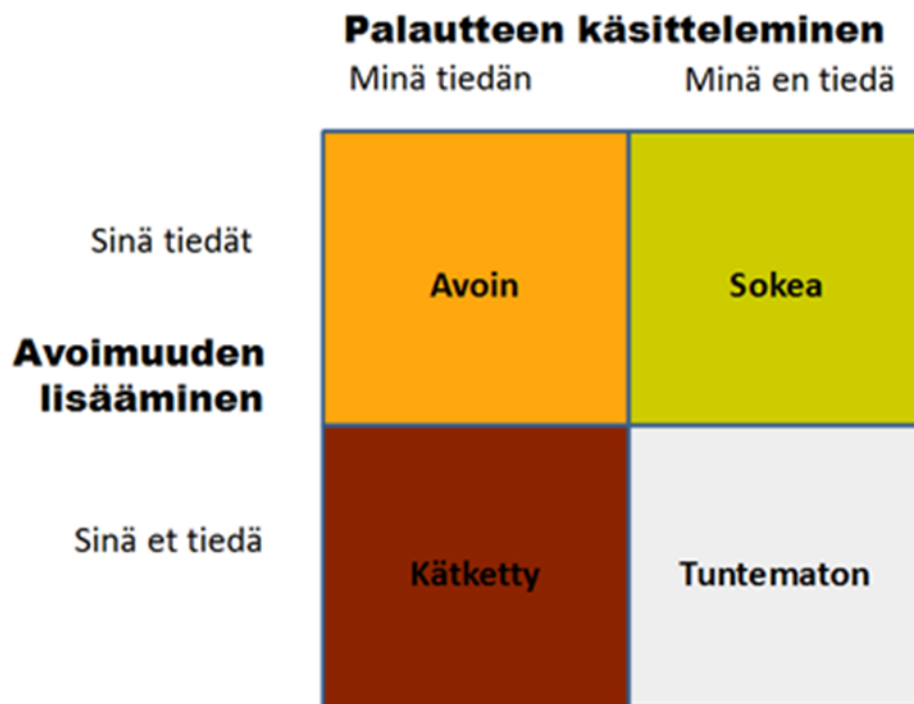 Palautteen käsitteleminen
Minä tiedän
Minä en tiedä
Sinä tiedät
Avoin
Sokea
Avoimuuden
lisääminen
Sinä et tiedä
Kätketty
Tuntematon